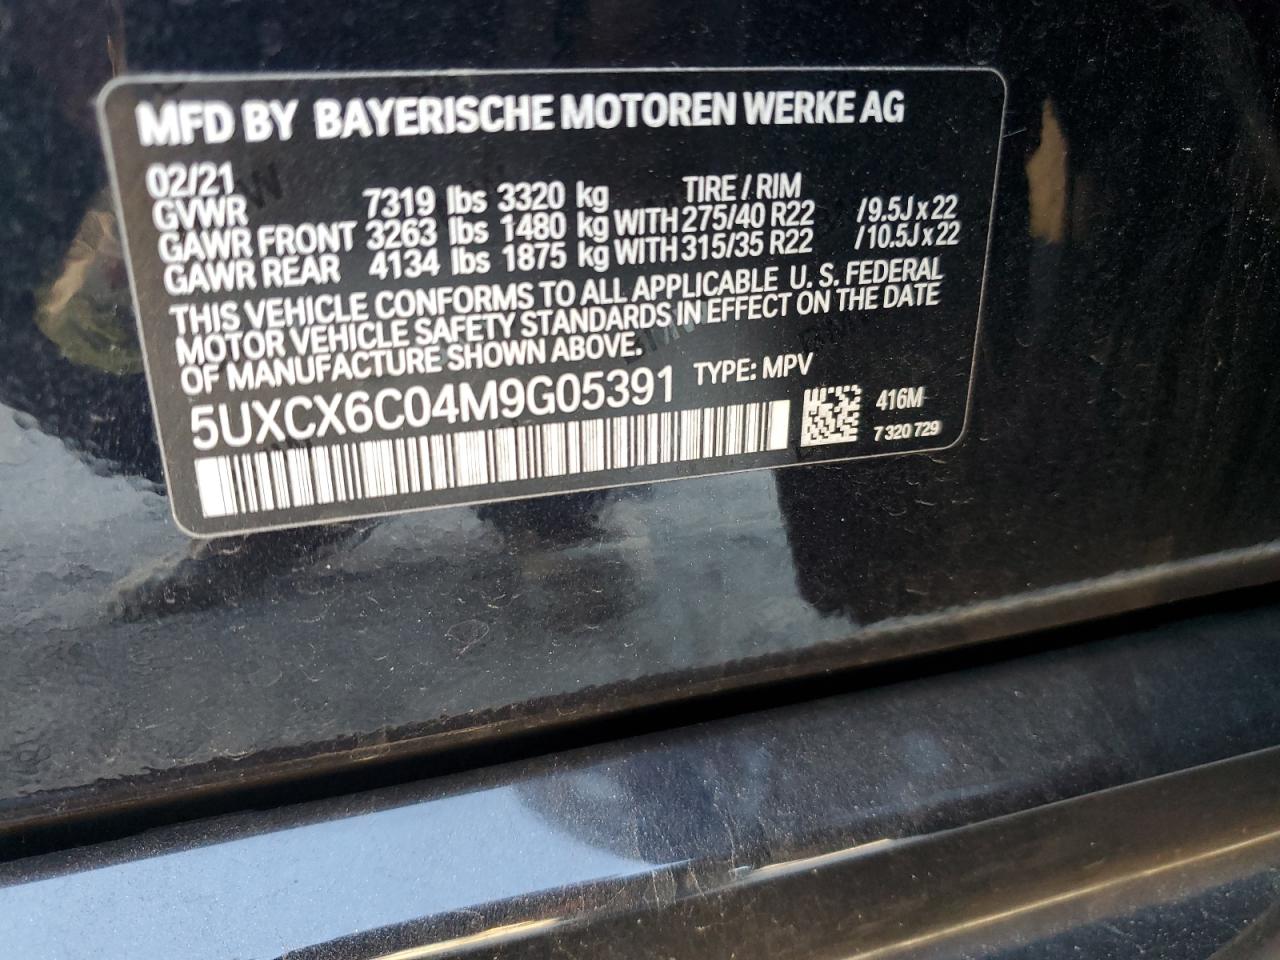 MFD BY BAYERISCHE MOTOREN WERKE AG
02/21
GVWR 7319 lbs 3320 kg TIRE / RIM
GAWR FRONT 3263 lbs 1480 kg WITH 275/40 R22 /9.5J x 22
GAWR REAR 4134 lbs 1875 kg WITH 315/35 R22 /10.5J x 22
THIS VEHICLE CONFORMS TO ALL APPLICABLE U. S. FEDERAL
MOTOR VEHICLE SAFETY STANDARDS IN EFFECT ON THE DATE
OF MANUFACTURE SHOWN ABOVE.
5UXCX6C04M9G05391 TYPE: MPV
416M
7 320 729